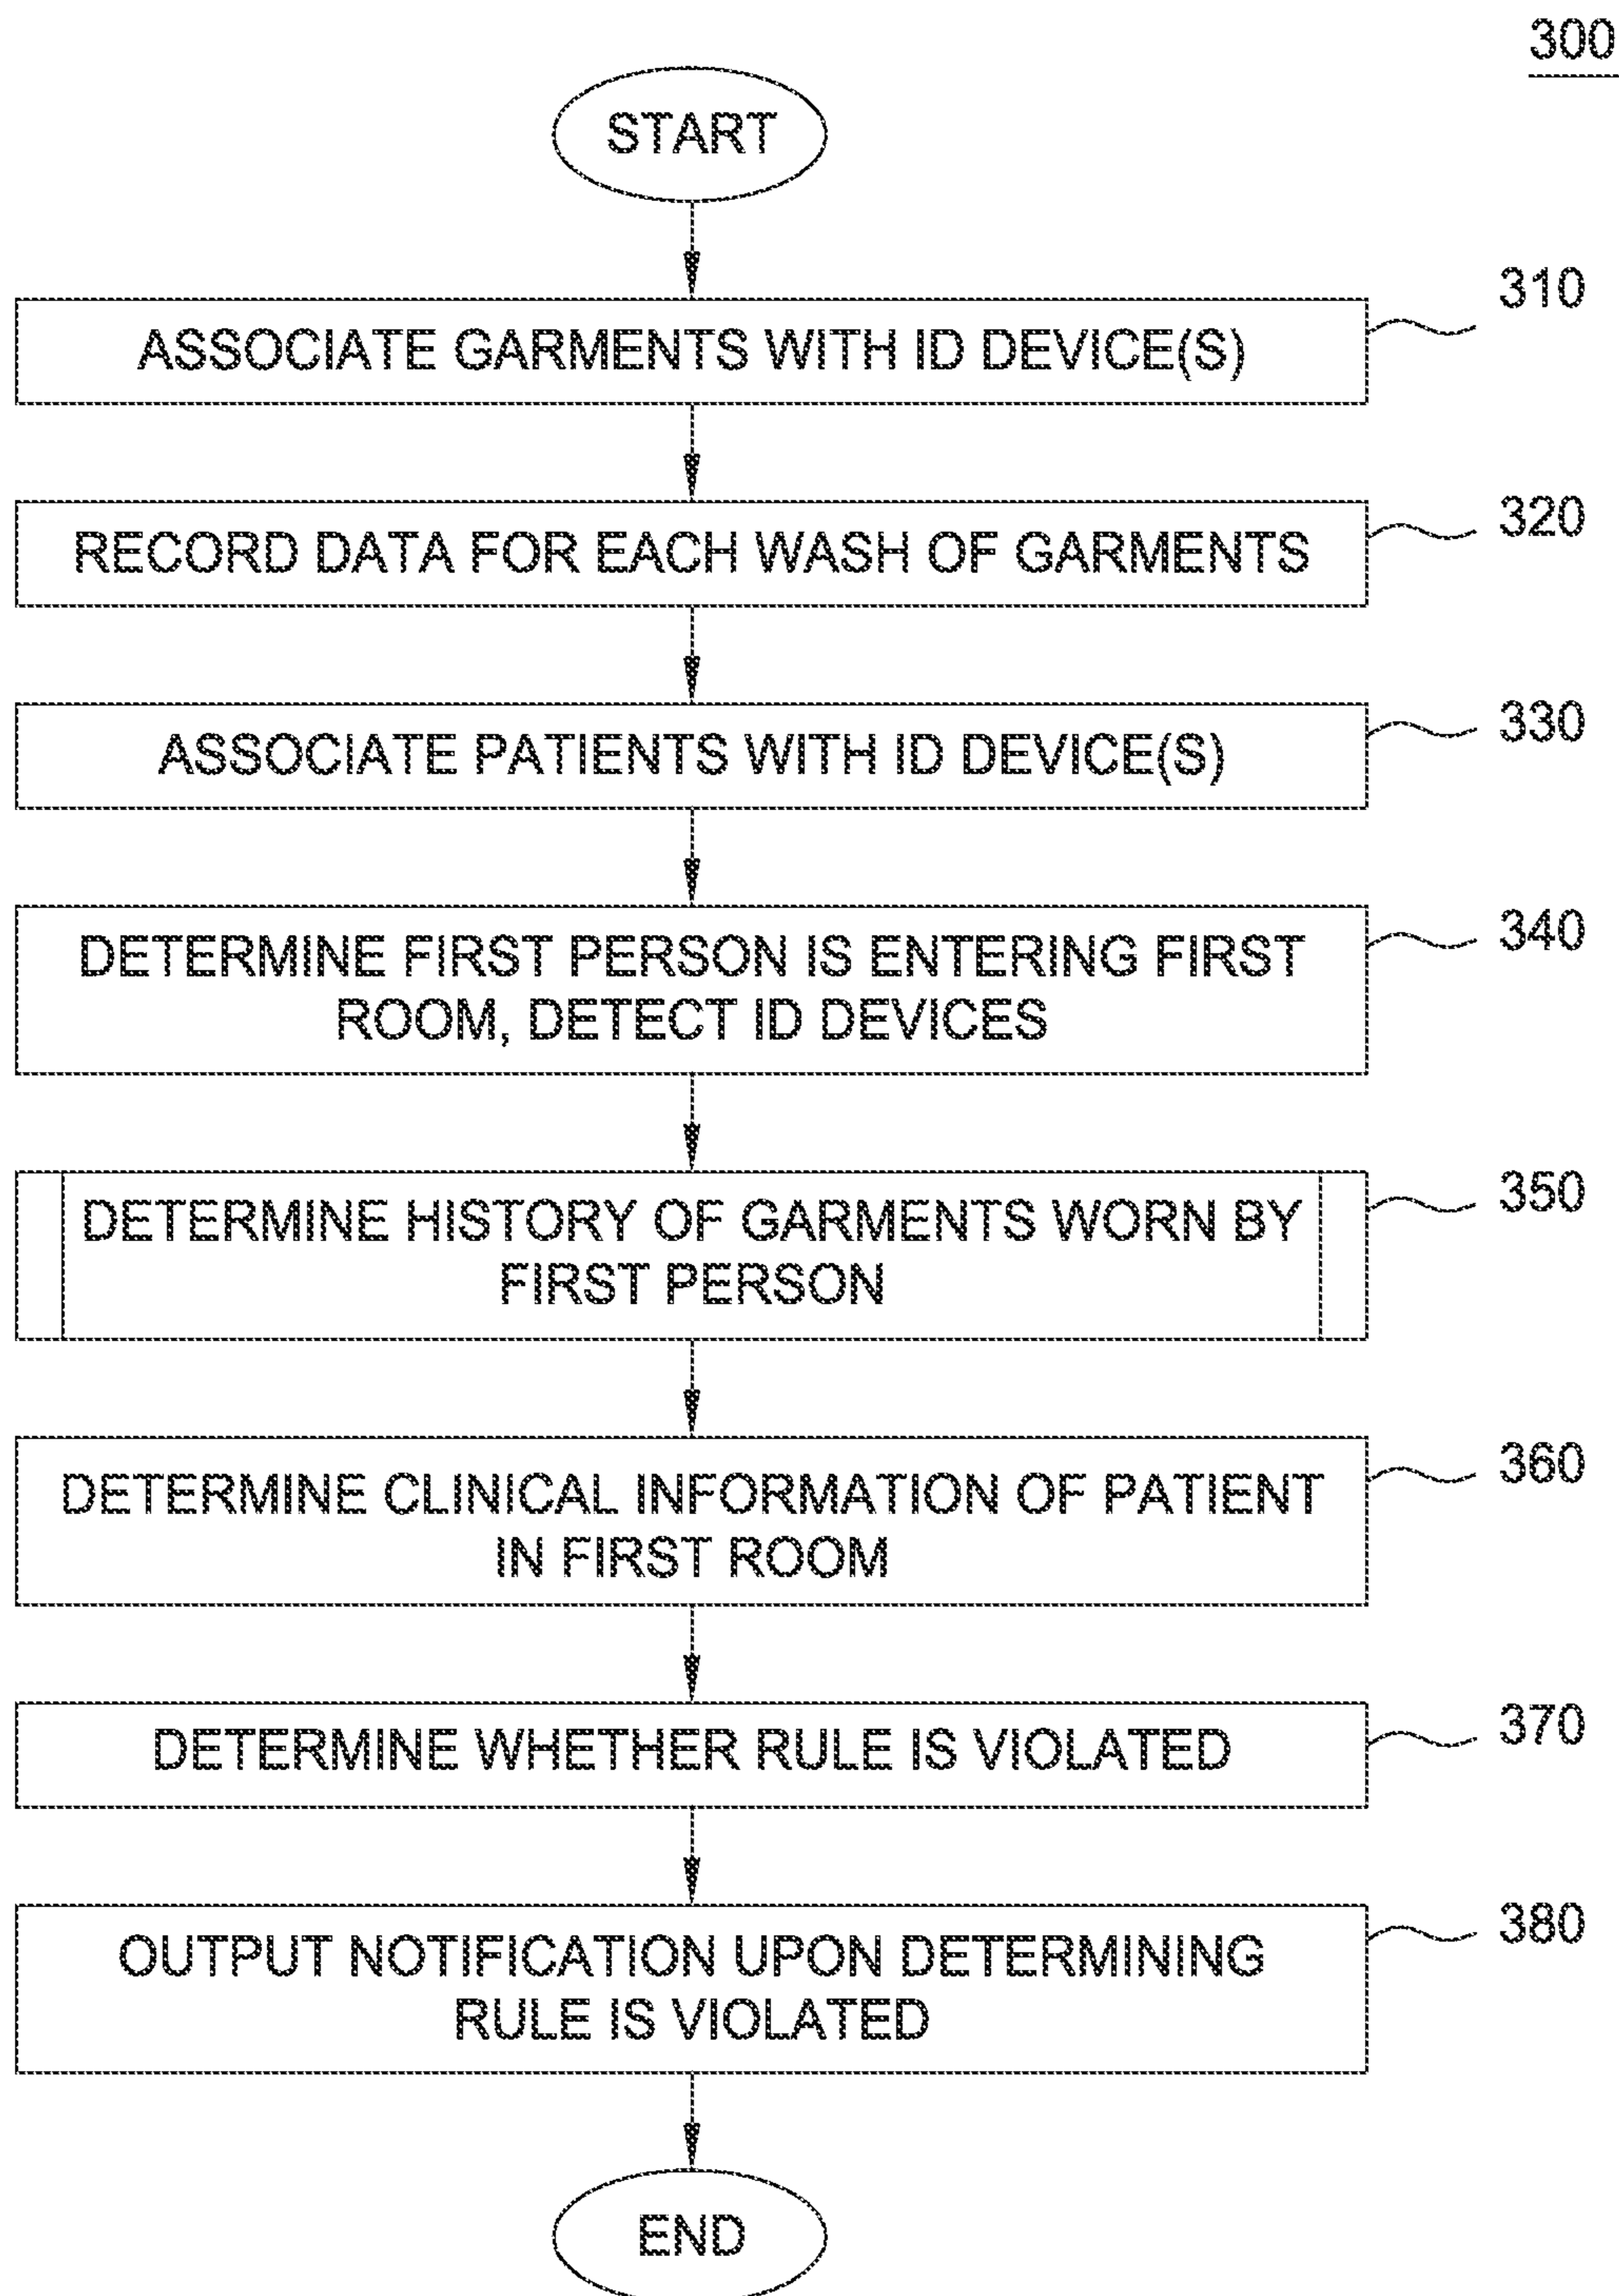 300
START
310
ASSOCIATE GARMENTS WITH ID DEVICE(S)
320
RECORD DATA FOR EACH WASH OF GARMENTS
330
ASSOCIATE PATIENTS WITH ID DEVICE(S)
340
DETERMINE FIRST PERSON IS ENTERING FIRST
ROOM, DETECT ID DEVICES
350
DETERMINE HISTORY OF GARMENTS WORN BY
FIRST PERSON
360
DETERMINE CLINICAL INFORMATION OF PATIENT
IN FIRST ROOM
370
DETERMINE WHETHER RULE IS VIOLATED
380
OUTPUT NOTIFICATION UPON DETERMINING
RULE IS VIOLATED
END